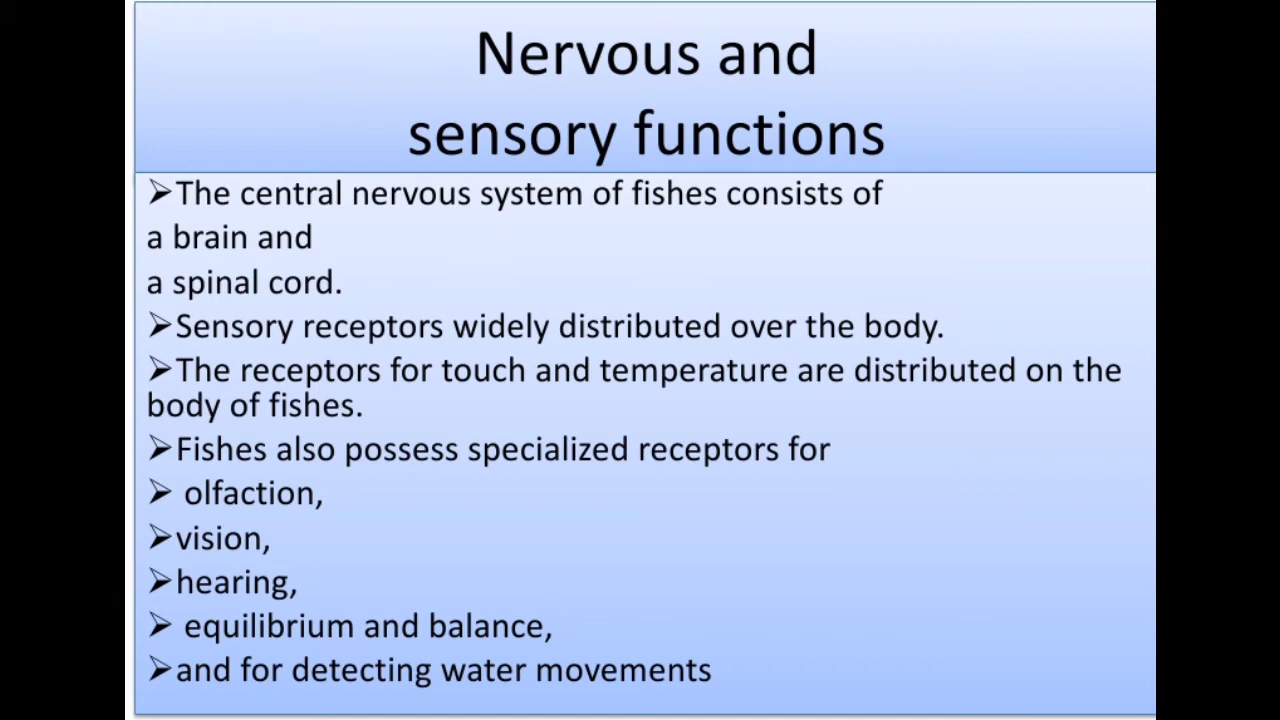 Nervous and
sensory functions
➢The central nervous system of fishes consists of
a brain and
a spinal cord.
➢Sensory receptors widely distributed over the body.
➢The receptors for touch and temperature are distributed on the
body of fishes.
➢Fishes also possess specialized receptors for
➢ olfaction,
➢vision,
➢hearing,
➢ equilibrium and balance,
➢and for detecting water movements